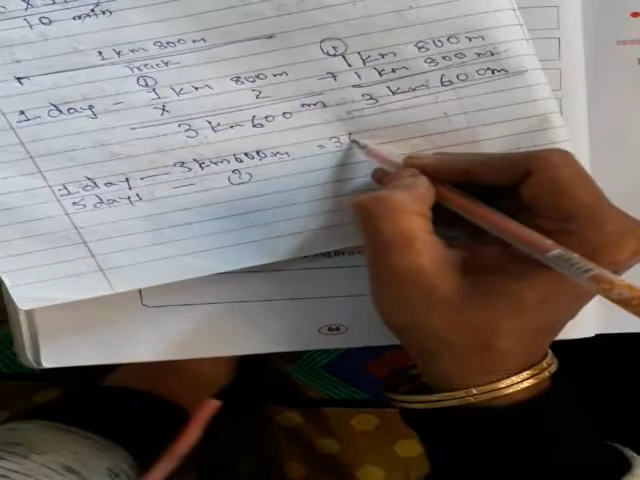 10 min
1 km 800 m
track
1 day - 1 km 800 m
x 2
3 km 600 m
1 km 800 m
+ 1 km 800 m
3 km 600 m
1 day - 3 km 600 m = 3
5 days - ?
84